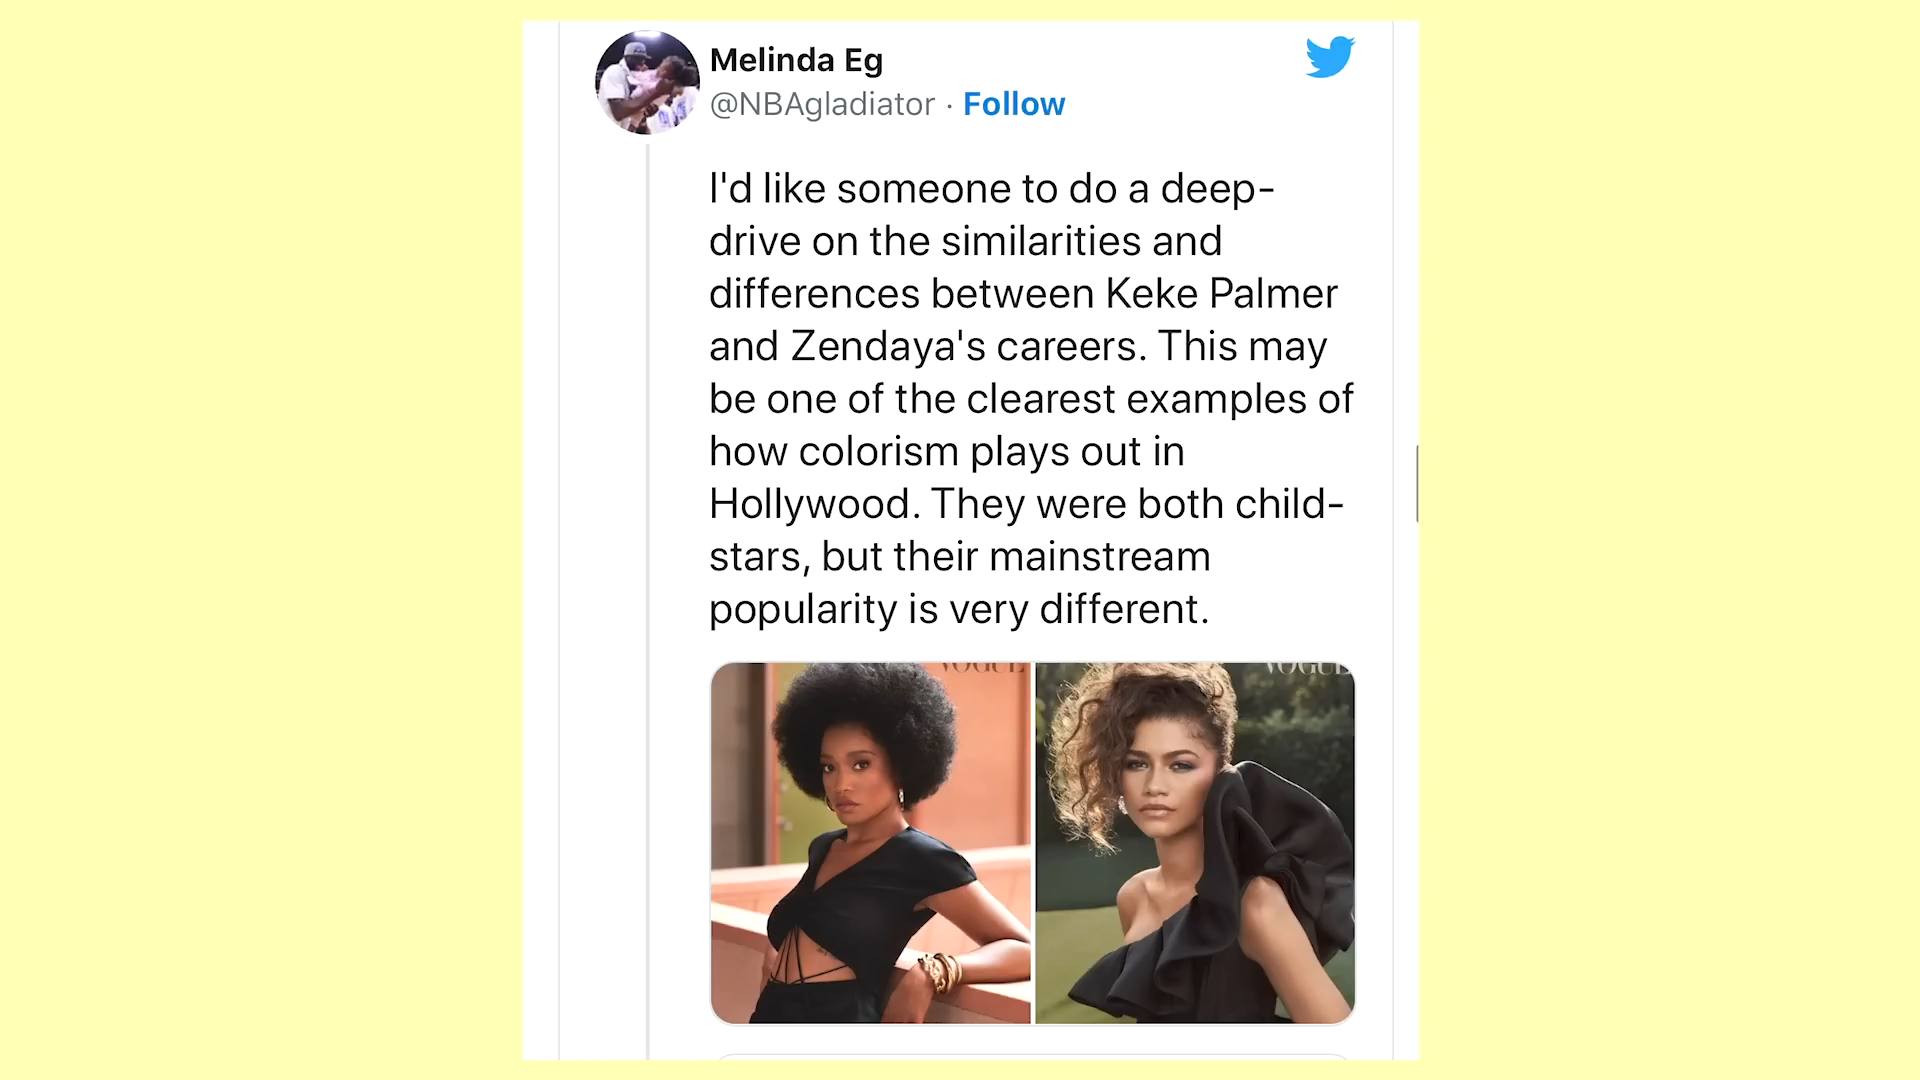 Melinda Eg
@NBAgladiator · Follow
I'd like someone to do a deep-
drive on the similarities and
differences between Keke Palmer
and Zendaya's careers. This may
be one of the clearest examples of
how colorism plays out in
Hollywood. They were both child-
stars, but their mainstream
popularity is very different.
VOGUE VOGUE